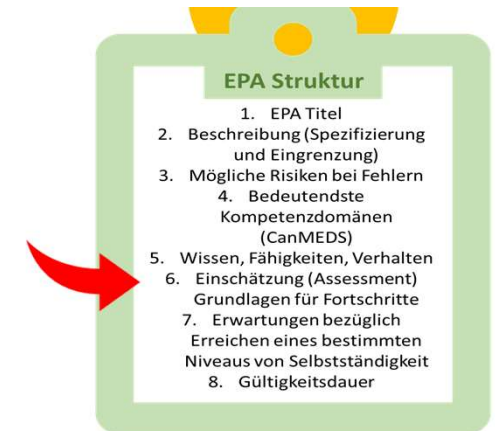 EPA Struktur
1. EPA Titel
2. Beschreibung (Spezifizierung
und Eingrenzung)
3. Mögliche Risiken bei Fehlern
4. Bedeutendste
Kompetenzdomänen
(CanMEDS)
5. Wissen, Fähigkeiten, Verhalten
6. Einschätzung (Assessment)
Grundlagen für Fortschritte
7. Erwartungen bezüglich
Erreichen eines bestimmten
Niveaus von Selbstständigkeit
8. Gültigkeitsdauer